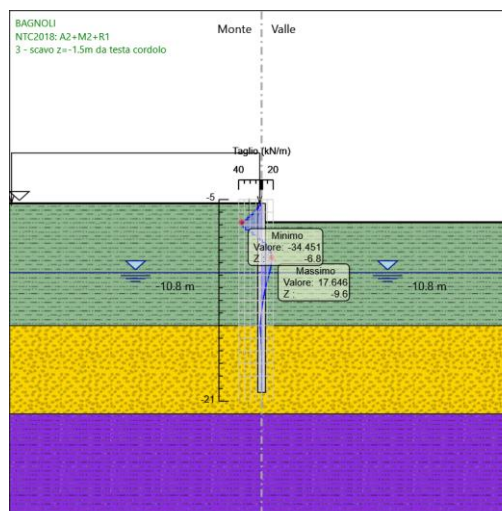 BAGNOLI
NTC2018: A2+M2+R1
3 - scavo z=-1.5m da testa cordolo
Monte
Valle
Taglio [kN/m]
40
20
-5
Minimo
Valore: -34.451
Z : -6.8
Massimo
Valore: 17.646
Z : -9.6
-10.8 m
-10.8 m
-21